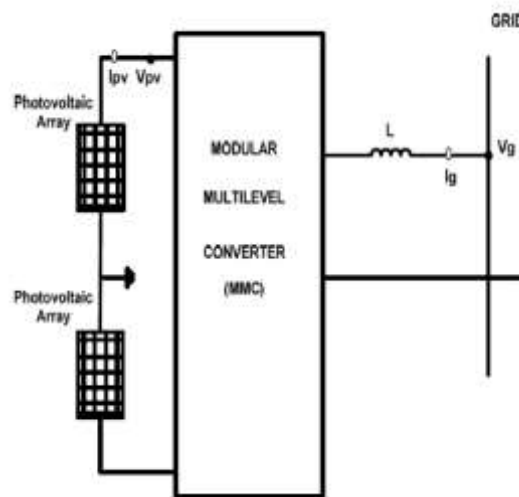 GRID
Ipv Vpv
Photovoltaic
Array
L
Vg
Ig
MODULAR
MULTILEVEL
CONVERTER
(MMC)
Photovoltaic
Array